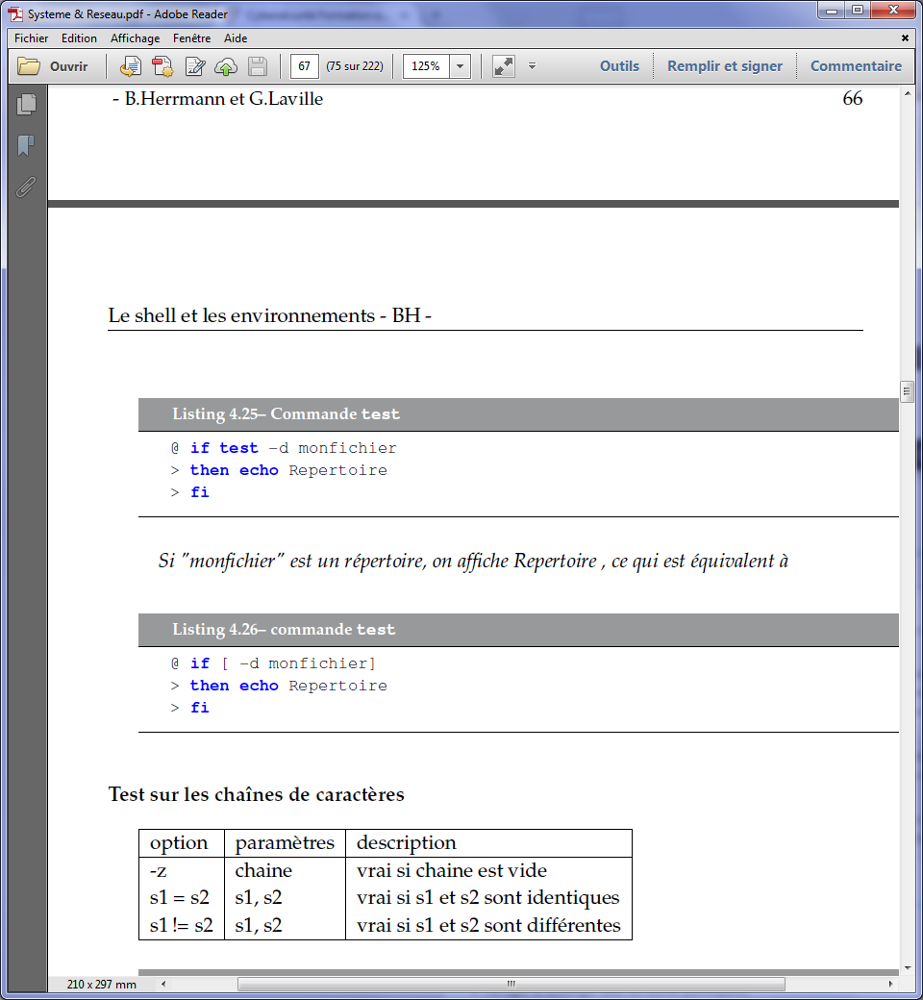 Systeme & Reseau.pdf - Adobe Reader
Fichier Edition Affichage Fenêtre Aide
Ouvrir 67 (75 sur 222) 125% Outils Remplir et signer Commentaire
- B.Herrmann et G.Laville 66
Le shell et les environnements - BH -
Listing 4.25– Commande test
@ if test -d monfichier
> then echo Repertoire
> fi
Si "monfichier" est un répertoire, on affiche Repertoire , ce qui est équivalent à
Listing 4.26– commande test
@ if [ -d monfichier]
> then echo Repertoire
> fi
Test sur les chaînes de caractères
option paramètres description
-z chaine vrai si chaine est vide
s1 = s2 s1, s2 vrai si s1 et s2 sont identiques
s1 != s2 s1, s2 vrai si s1 et s2 sont différentes
210 x 297 mm